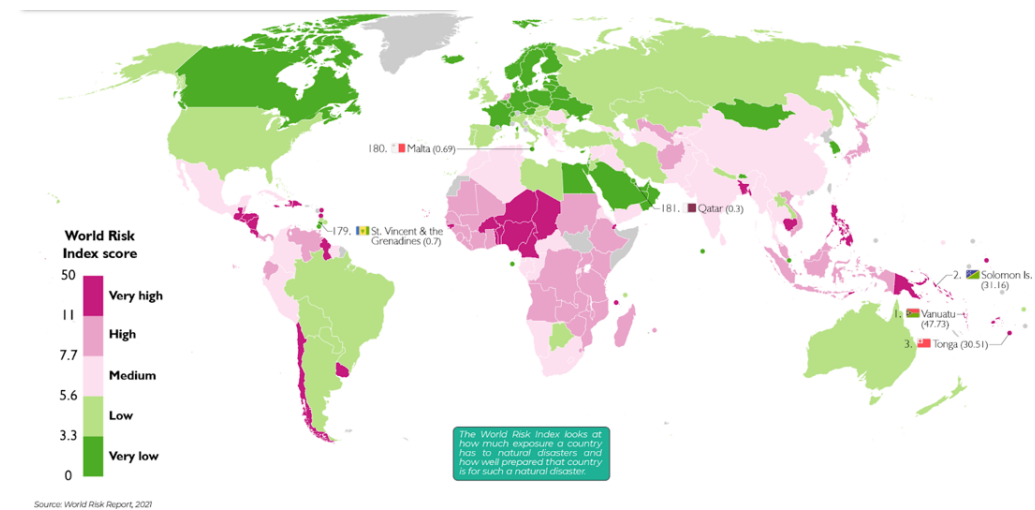 180. Malta (0.69)
181. Qatar (0.3)
179. St. Vincent & the
Grenadines (0.7)
2. Solomon Is.
(31.16)
1. Vanuatu
(47.73)
3. Tonga (30.51)
World Risk
Index score
50
Very high
11
High
7.7
Medium
5.6
Low
3.3
Very low
0
The World Risk Index looks at
how much exposure a country
has to natural disasters and
how well prepared that country
is for such a natural disaster.
Source: World Risk Report, 2021